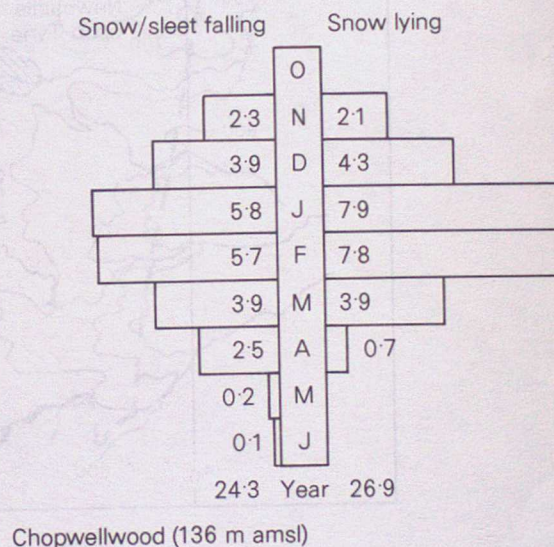 Snow/sleet falling Snow lying
O
2·3 N 2·1
3·9 D 4·3
5·8 J 7·9
5·7 F 7·8
3·9 M 3·9
2·5 A 0·7
0·2 M
0·1 J
24·3 Year 26·9
Chopwellwood (136 m amsl)